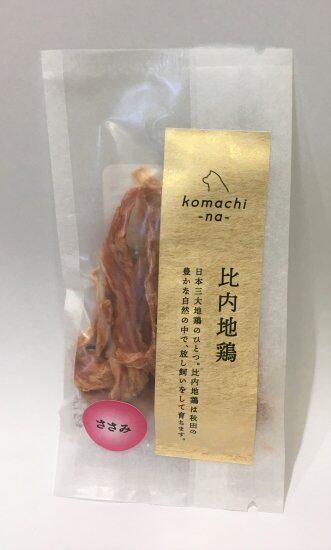 komachi
-na-
比内地鶏
日本三大地鶏のひとつ。比内地鶏は秋田の
豊かな自然の中で、放し飼いをして育ちます。
ささみ